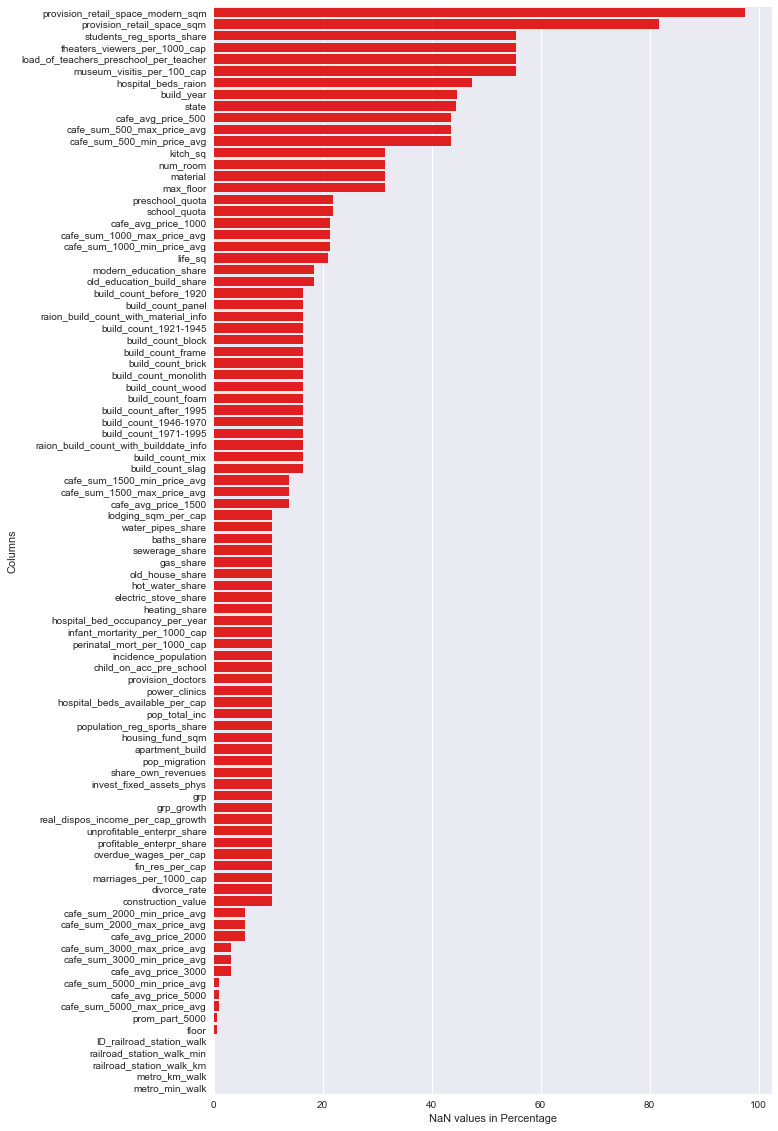 provision_retail_space_modern_sqm
provision_retail_space_sqm
students_reg_sports_share
theaters_viewers_per_1000_cap
load_of_teachers_preschool_per_teacher
museum_visitis_per_100_cap
hospital_beds_raion
build_year
state
cafe_avg_price_500
cafe_sum_500_max_price_avg
cafe_sum_500_min_price_avg
kitch_sq
num_room
material
max_floor
preschool_quota
school_quota
cafe_avg_price_1000
cafe_sum_1000_max_price_avg
cafe_sum_1000_min_price_avg
life_sq
modern_education_share
old_education_build_share
build_count_before_1920
build_count_panel
raion_build_count_with_material_info
build_count_1921-1945
build_count_block
build_count_frame
build_count_brick
build_count_monolith
build_count_wood
build_count_foam
build_count_after_1995
build_count_1946-1970
build_count_1971-1995
raion_build_count_with_builddate_info
build_count_mix
build_count_slag
cafe_sum_1500_min_price_avg
cafe_sum_1500_max_price_avg
cafe_avg_price_1500
lodging_sqm_per_cap
water_pipes_share
baths_share
sewerage_share
gas_share
old_house_share
hot_water_share
electric_stove_share
heating_share
hospital_bed_occupancy_per_year
infant_mortarity_per_1000_cap
perinatal_mort_per_1000_cap
incidence_population
child_on_acc_pre_school
provision_doctors
power_clinics
hospital_beds_available_per_cap
pop_total_inc
population_reg_sports_share
housing_fund_sqm
apartment_build
pop_migration
share_own_revenues
invest_fixed_assets_phys
grp
grp_growth
real_dispos_income_per_cap_growth
unprofitable_enterpr_share
profitable_enterpr_share
overdue_wages_per_cap
fin_res_per_cap
marriages_per_1000_cap
divorce_rate
construction_value
cafe_sum_2000_min_price_avg
cafe_sum_2000_max_price_avg
cafe_avg_price_2000
cafe_sum_3000_max_price_avg
cafe_sum_3000_min_price_avg
cafe_avg_price_3000
cafe_sum_5000_min_price_avg
cafe_avg_price_5000
cafe_sum_5000_max_price_avg
prom_part_5000
floor
ID_railroad_station_walk
railroad_station_walk_min
railroad_station_walk_km
metro_km_walk
metro_min_walk
Columns
0 20 40 60 80 100
NaN values in Percentage